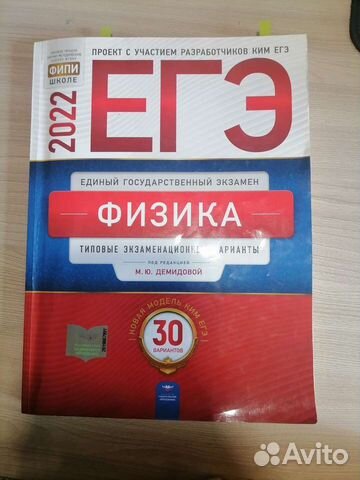 ПРОЕКТ С УЧАСТИЕМ РАЗРАБОТЧИКОВ КИМ ЕГЭ
ФИПИ
ШКОЛЕ
2022
ЕГЭ
ЕДИНЫЙ ГОСУДАРСТВЕННЫЙ ЭКЗАМЕН
ФИЗИКА
ТИПОВЫЕ ЭКЗАМЕНАЦИОННЫЕ ВАРИАНТЫ
ПОД РЕДАКЦИЕЙ
М. Ю. ДЕМИДОВОЙ
НОВАЯ МОДЕЛЬ КИМ ЕГЭ
30
ВАРИАНТОВ
Avito